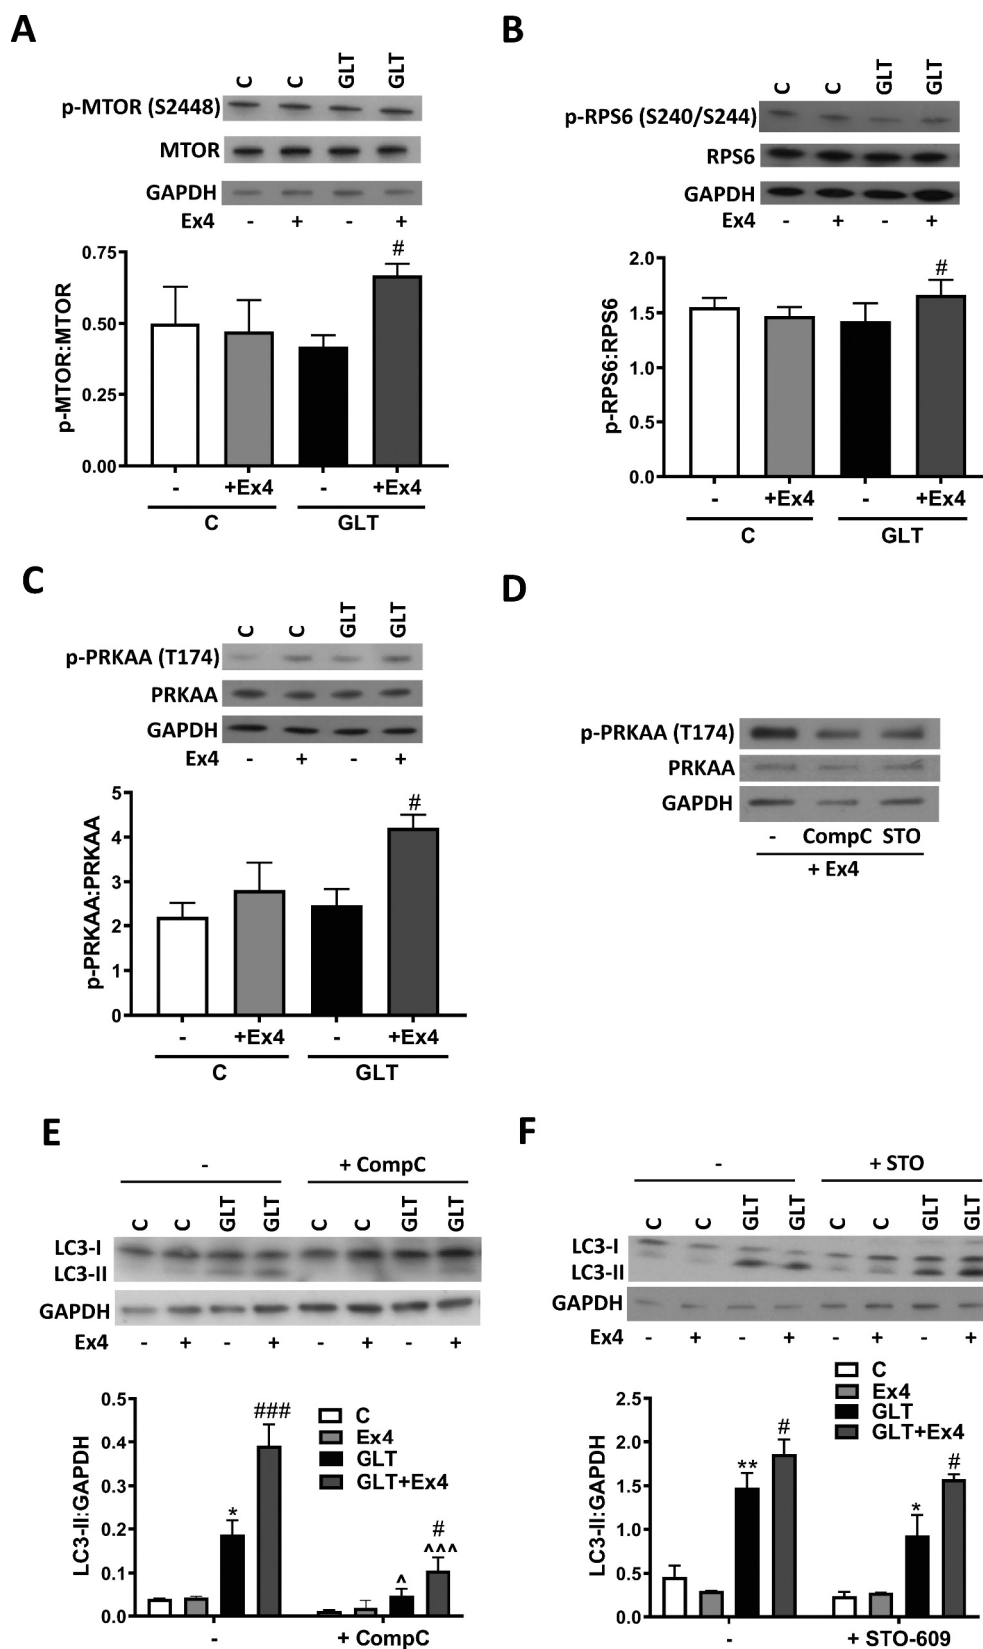 A
C C GLT GLT
p-MTOR (S2448)
MTOR
GAPDH
Ex4 - + - +
p-MTOR:MTOR
0.75
0.50
0.25
0.00
#
- +Ex4 - +Ex4
C GLT
B
C C GLT GLT
p-RPS6 (S240/S244)
RPS6
GAPDH
Ex4 - + - +
p-RPS6:RPS6
2.0
1.5
1.0
0.5
0.0
#
- +Ex4 - +Ex4
C GLT
C
C C GLT GLT
p-PRKAA (T174)
PRKAA
GAPDH
Ex4 - + - +
p-PRKAA:PRKAA
5
4
3
2
1
0
#
- +Ex4 - +Ex4
C GLT
D
p-PRKAA (T174)
PRKAA
GAPDH
- CompC STO
+ Ex4
E
- + CompC
C C GLT GLT C C GLT GLT
LC3-I
LC3-II
GAPDH
Ex4 - + - + - + - +
LC3-II:GAPDH
0.5
0.4
0.3
0.2
0.1
0.0
* ###
^ ^^^ #
C
Ex4
GLT
GLT+Ex4
- + CompC
F
- + STO
C C GLT GLT C C GLT GLT
LC3-I
LC3-II
GAPDH
Ex4 - + - + - + - +
LC3-II:GAPDH
2.5
2.0
1.5
1.0
0.5
0.0
** #
* #
C
Ex4
GLT
GLT+Ex4
- + STO-609